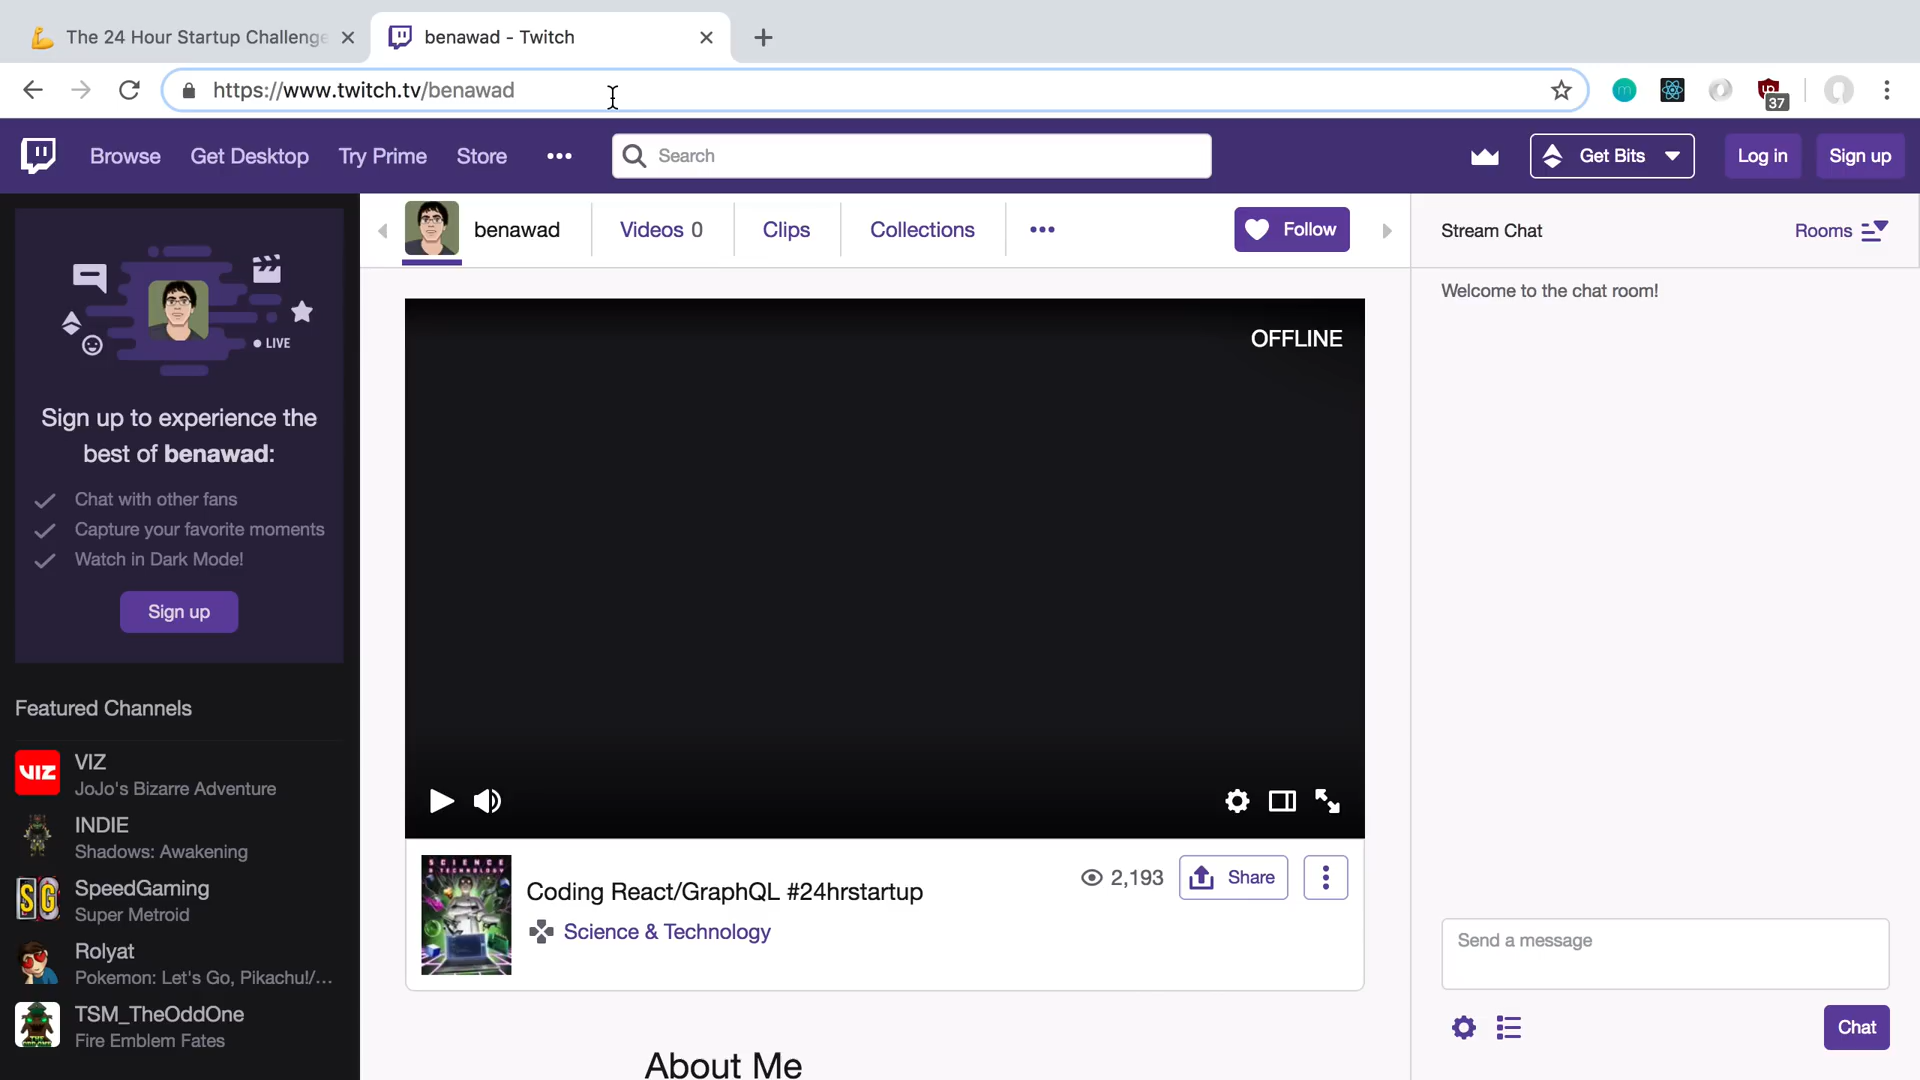 The 24 Hour Startup Challenge
benawad - Twitch
https://www.twitch.tv/benawad
37
Browse
Get Desktop
Try Prime
Store
Search
Get Bits
Log in
Sign up
LIVE
Sign up to experience the
best of benawad:
Chat with other fans
Capture your favorite moments
Watch in Dark Mode!
Sign up
Featured Channels
VIZ
VIZ
JoJo's Bizarre Adventure
INDIE
Shadows: Awakening
SG
SpeedGaming
Super Metroid
Rolyat
Pokemon: Let's Go, Pikachu!/...
TSM_TheOddOne
Fire Emblem Fates
benawad
Videos 0
Clips
Collections
Follow
OFFLINE
SCIENCE
& TECHNOLOGY
Coding React/GraphQL #24hrstartup
Science & Technology
2,193
Share
About Me
Stream Chat
Rooms
Welcome to the chat room!
Send a message
Chat